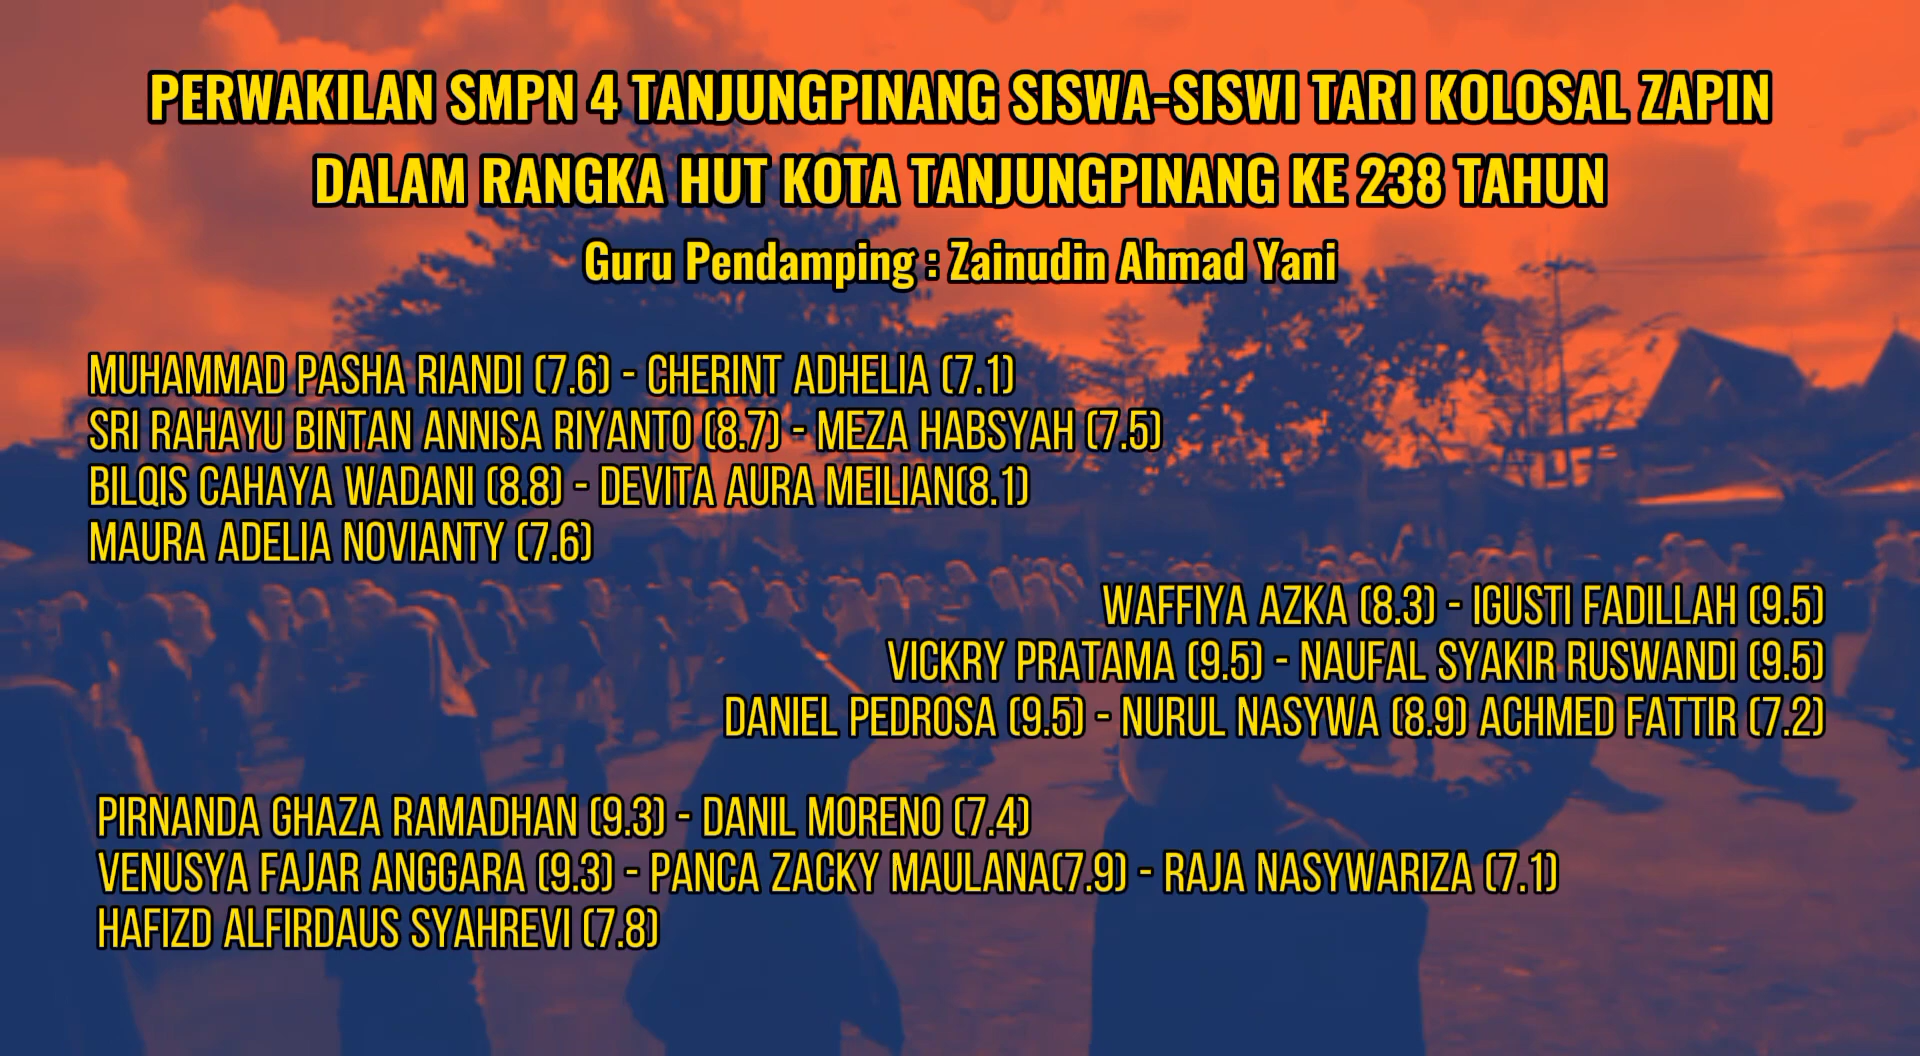 PERWAKILAN SMPN 4 TANJUNGPINANG SISWA-SISWI TARI KOLOSAL ZAPIN
DALAM RANGKA HUT KOTA TANJUNGPINANG KE 238 TAHUN
Guru Pendamping : Zainudin Ahmad Yani
MUHAMMAD PASHA RIANDI (7.6) - CHERINT ADHELIA (7.1)
SRI RAHAYU BINTAN ANNISA RIYANTO (8.7) - MEZA HABSYAH (7.5)
BILQIS CAHAYA WADANI (8.8) - DEVITA AURA MEILIAN(8.1)
MAURA ADELIA NOVIANTY (7.6)
WAFFIYA AZKA (8.3) - IGUSTI FADILLAH (9.5)
VICKRY PRATAMA (9.5) - NAUFAL SYAKIR RUSWANDI (9.5)
DANIEL PEDROSA (9.5) - NURUL NASYWA (8.9) ACHMED FATTIR (7.2)
PIRNANDA GHAZA RAMADHAN (9.3) - DANIL MORENO (7.4)
VENUSYA FAJAR ANGGARA (9.3) - PANCA ZACKY MAULANA(7.9) - RAJA NASYWARIZA (7.1)
HAFIZD ALFIRDAUS SYAHREVI (7.8)